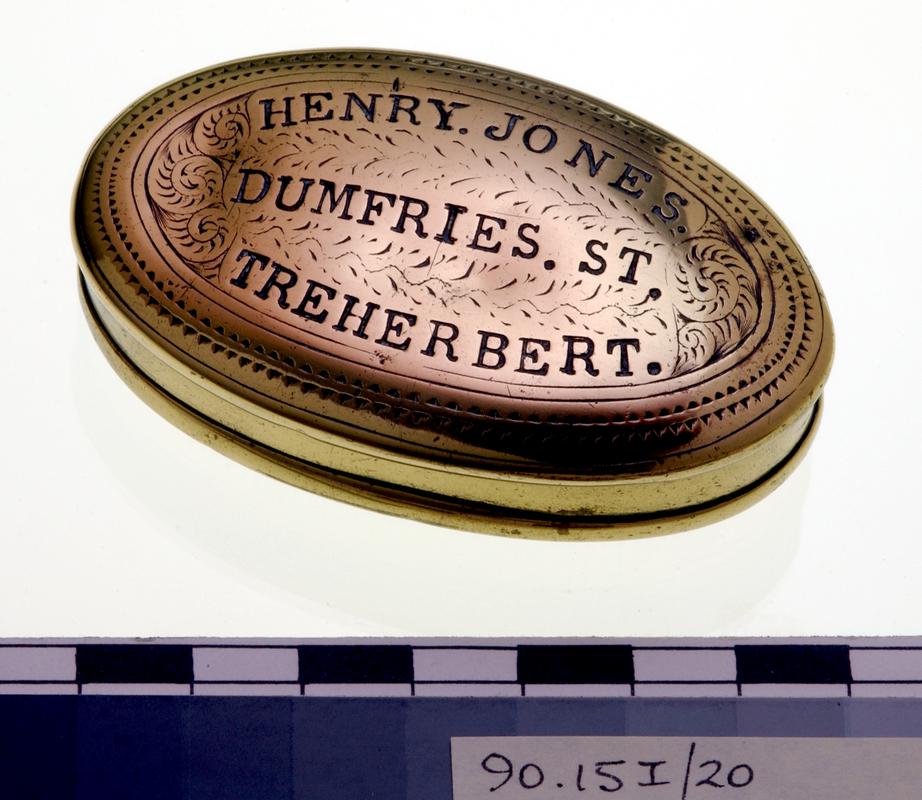 HENRY. JONES.
DUMFRIES. ST.
TREHERBERT.
90.15I/20